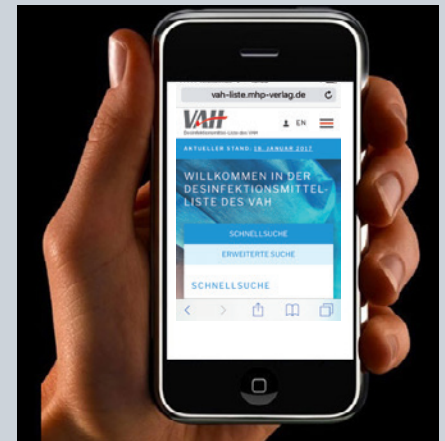 vah-liste.mhp-verlag.de
VAH
Desinfektionsmittel-Liste des VAH
EN
AKTUELLER STAND: 16. JANUAR 2017
WILLKOMMEN IN DER
DESINFEKTIONSMITTEL-
LISTE DES VAH
SCHNELLSUCHE
ERWEITERTE SUCHE
SCHNELLSUCHE